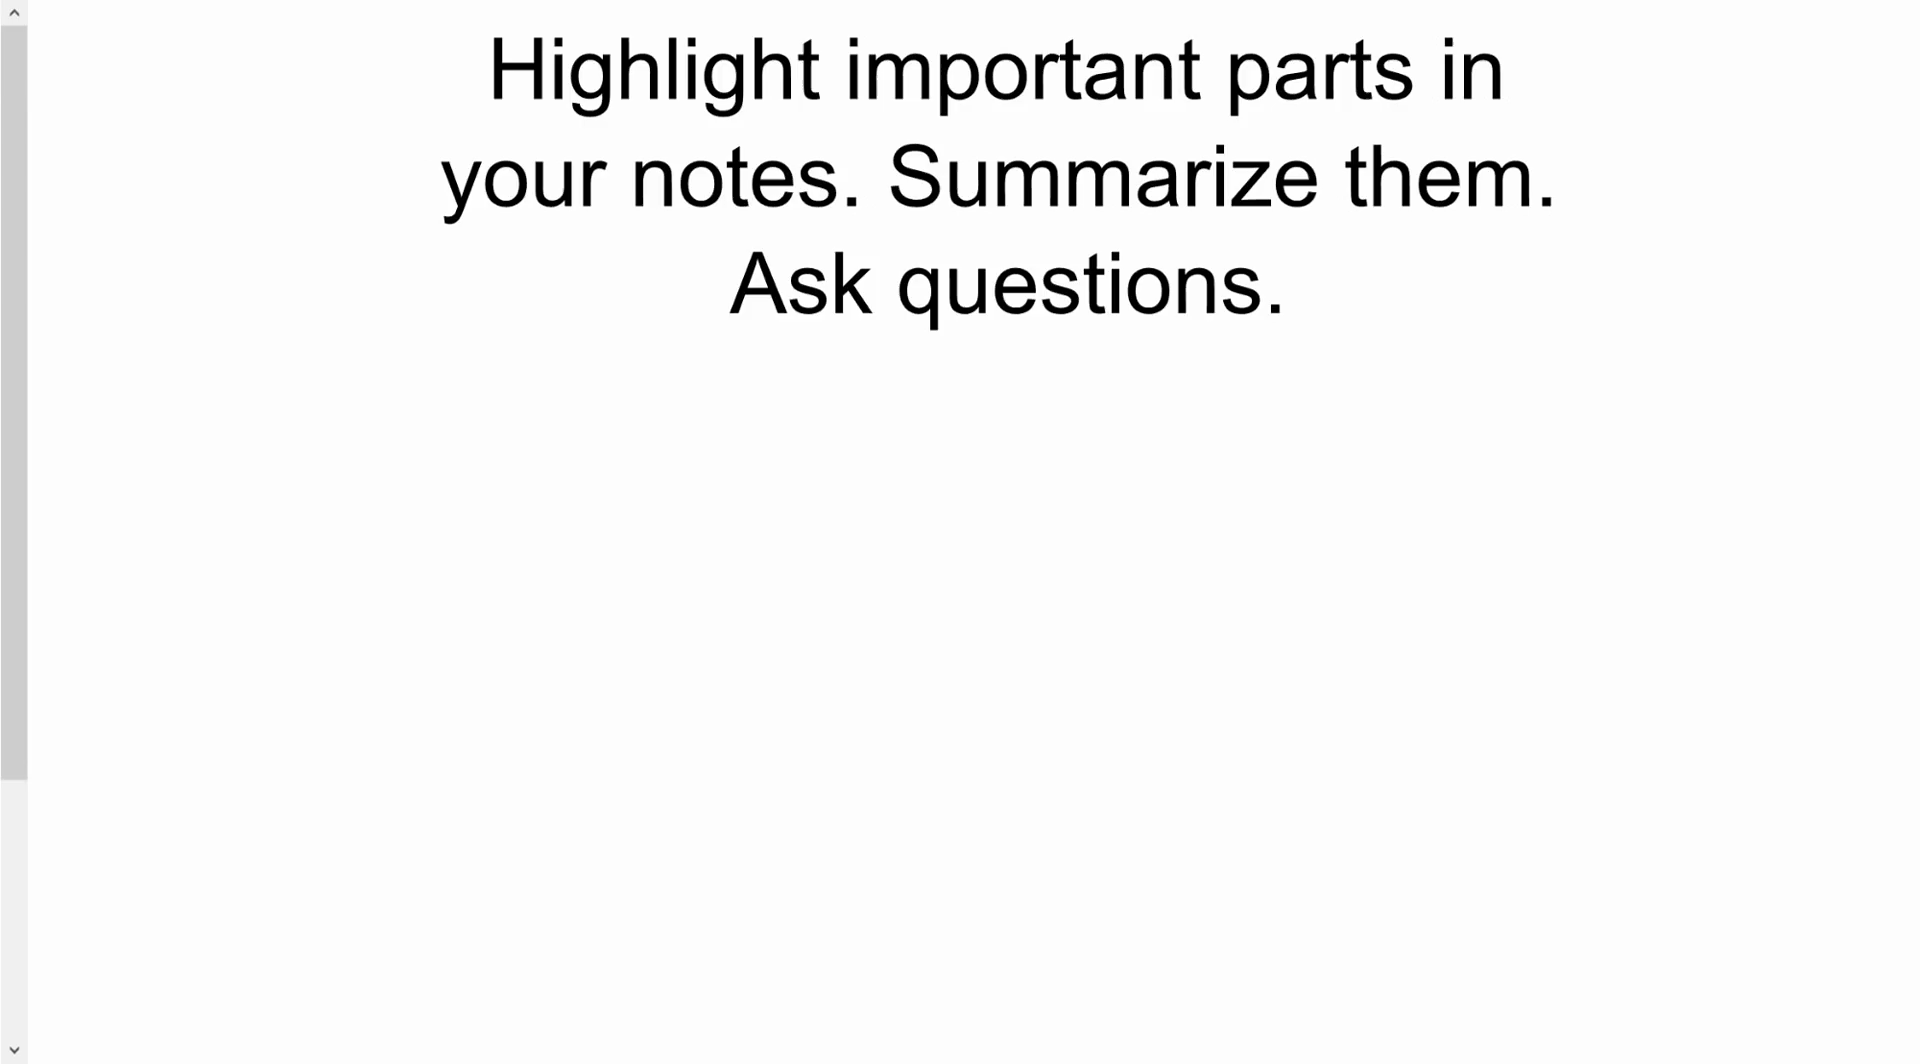 Highlight important parts in
your notes. Summarize them.
Ask questions.